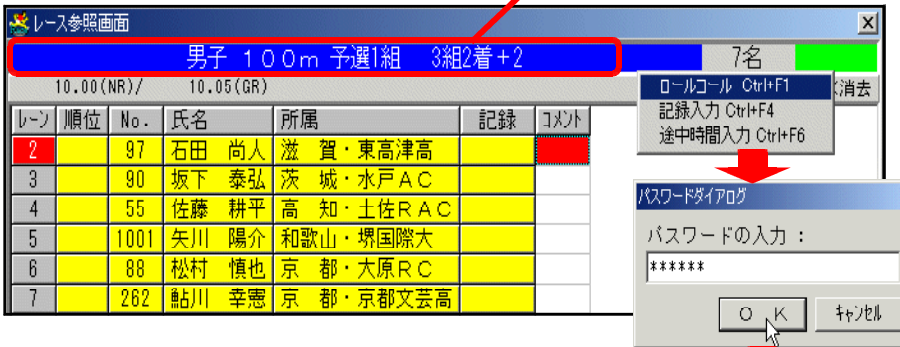 レース参照画面
男子 100m 予選1組 3組2着+2
7名
10.00(NR)/ 10.05(GR)
消去
ロールコール Ctrl+F1
記録入力 Ctrl+F4
途中時間入力 Ctrl+F6
レーン 順位 No. 氏名 所属 記録 コメント
2 97 石田 尚人 滋 賀・東高津高
3 90 坂下 泰弘 茨 城・水戸AC
4 55 佐藤 耕平 高 知・土佐RAC
5 1001 矢川 陽介 和歌山・堺国際大
6 88 松村 慎也 京 都・大原RC
7 262 鮎川 幸憲 京 都・京都文芸高
パスワードダイアログ
パスワードの入力 :
******
OK キャンセル